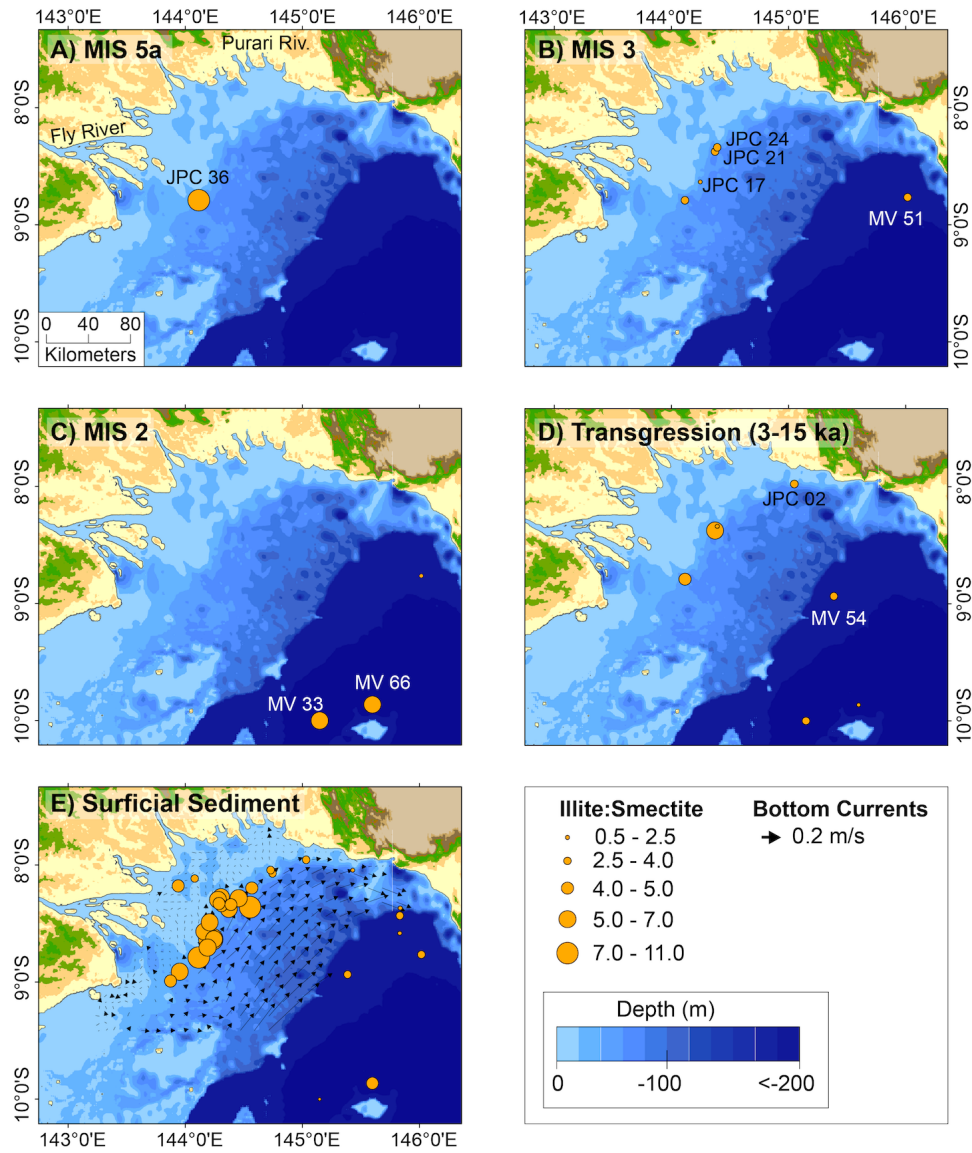 143°0'E 144°0'E 145°0'E 146°0'E
143°0'E 144°0'E 145°0'E 146°0'E
A) MIS 5a
Purari Riv.
Fly River
JPC 36
0 40 80
Kilometers
8°0'S
9°0'S
10°0'S
B) MIS 3
JPC 24
JPC 21
JPC 17
MV 51
8°0'S
9°0'S
10°0'S
C) MIS 2
MV 33
MV 66
8°0'S
9°0'S
10°0'S
D) Transgression (3-15 ka)
JPC 02
MV 54
8°0'S
9°0'S
10°0'S
E) Surficial Sediment
8°0'S
9°0'S
10°0'S
143°0'E 144°0'E 145°0'E 146°0'E
Illite:Smectite
0.5 - 2.5
2.5 - 4.0
4.0 - 5.0
5.0 - 7.0
7.0 - 11.0
Bottom Currents
0.2 m/s
Depth (m)
0 -100 <-200